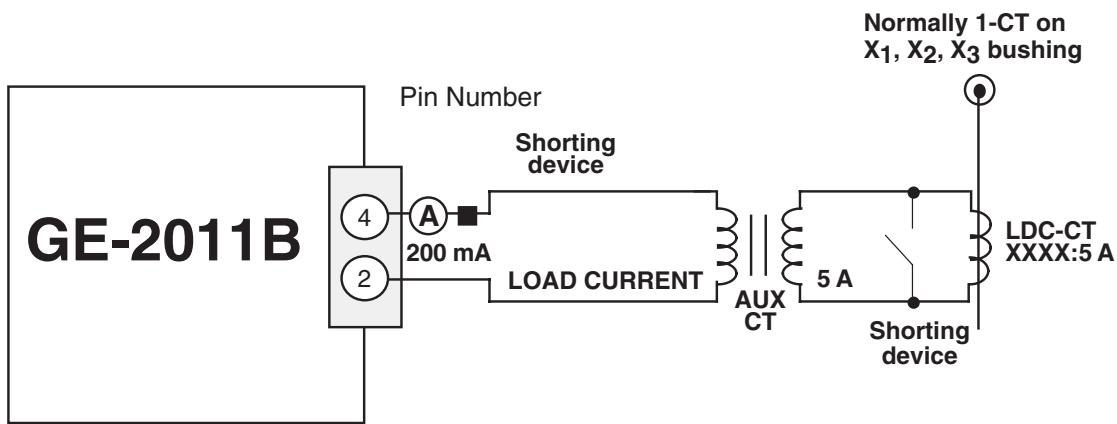 Normally 1-CT on
X1, X2, X3 bushing
Pin Number
Shorting
device
GE-2011B
4
A
200 mA
2
LOAD CURRENT
AUX
CT
5 A
LDC-CT
XXXX:5 A
Shorting
device